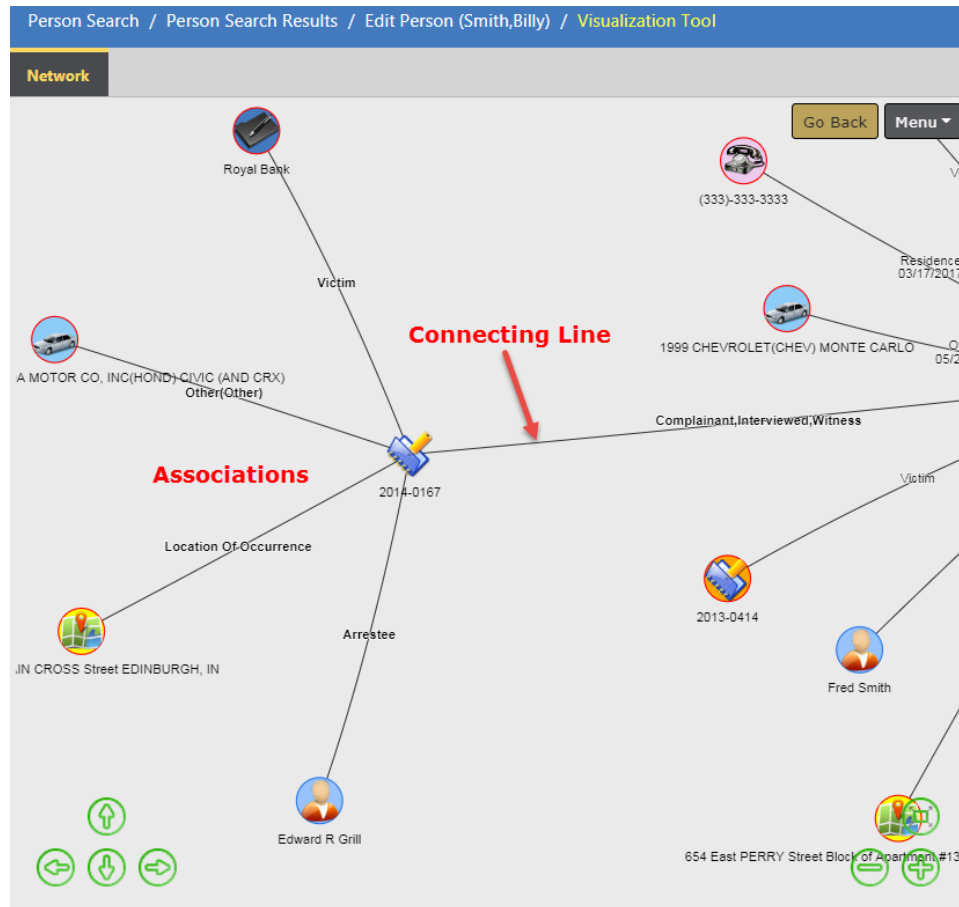 Person Search / Person Search Results / Edit Person (Smith,Billy) / Visualization Tool
Network
Go Back
Menu
Royal Bank
(333)-333-3333
V
Residence
03/17/2017
Victim
Connecting Line
1999 CHEVROLET(CHEV) MONTE CARLO
O
05/2
A MOTOR CO, INC(HOND) CIVIC (AND CRX)
Other(Other)
Complainant,Interviewed,Witness
Associations
Victim
2014-0167
Location Of Occurrence
2013-0414
Arrestee
.IN CROSS Street EDINBURGH, IN
Fred Smith
Edward R Grill
654 East PERRY Street Block of Apartment #13